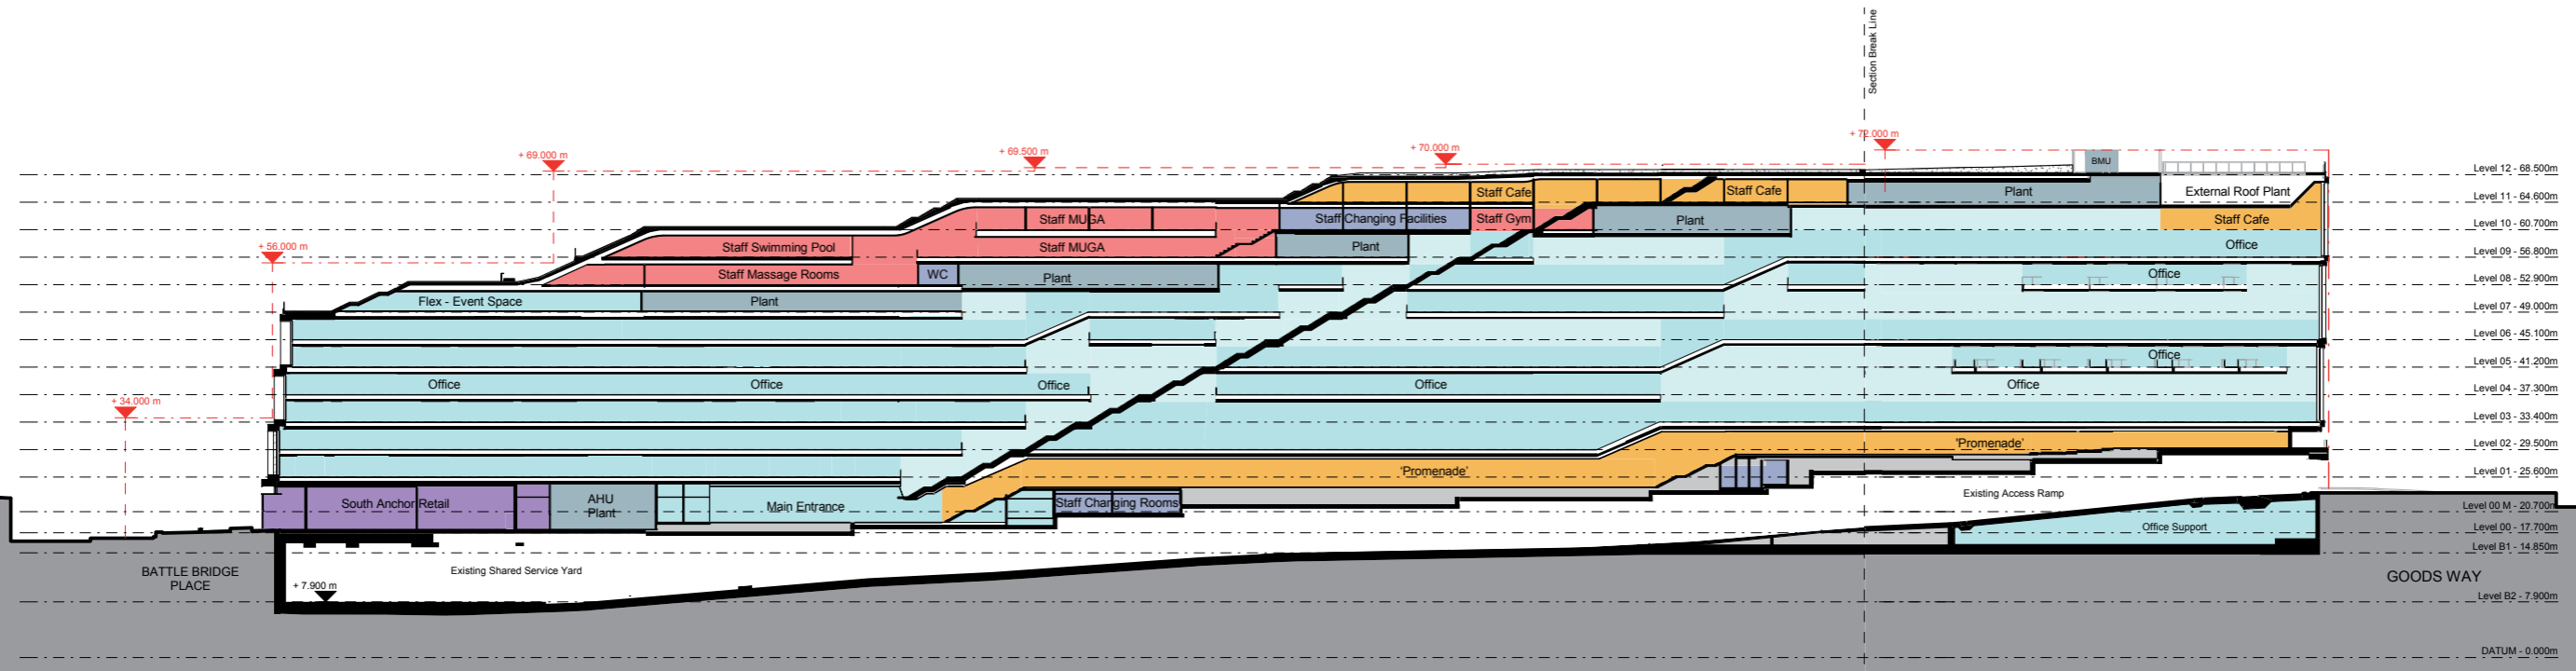 Section Break Line
+ 72.000 m
+ 70.000 m
+ 69.500 m
+ 69.000 m
BMU
Level 12 - 68.500m
Staff Cafe
Staff Cafe
Plant
External Roof Plant
Level 11 - 64.600m
Staff MUGA
Staff Changing Facilities
Staff Gym
Plant
Staff Cafe
Level 10 - 60.700m
+ 56.000 m
Staff Swimming Pool
Staff MUGA
Plant
Office
Level 09 - 56.800m
Staff Massage Rooms
WC
Plant
Office
Level 08 - 52.900m
Flex - Event Space
Plant
Level 07 - 49.000m
Level 06 - 45.100m
Office
Level 05 - 41.200m
Office
Office
Office
Office
Office
Level 04 - 37.300m
+ 34.000 m
Level 03 - 33.400m
'Promenade'
Level 02 - 29.500m
'Promenade'
Level 01 - 25.600m
South Anchor Retail
AHU
Plant
Main Entrance
Staff Changing Rooms
Existing Access Ramp
Level 00 M - 20.700m
Office Support
Level 00 - 17.700m
Level B1 - 14.850m
BATTLE BRIDGE
PLACE
Existing Shared Service Yard
GOODS WAY
+ 7.900 m
Level B2 - 7.900m
DATUM - 0.000m